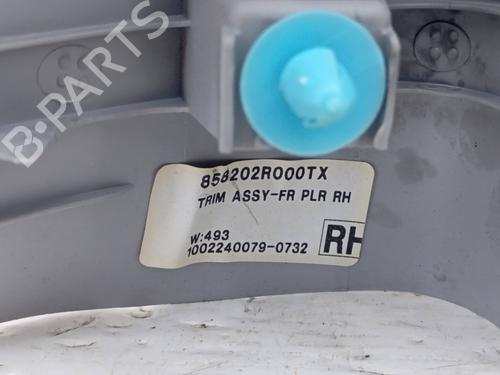 B-PARTS
858202R000TX
TRIM ASSY-FR PLR RH
W:493
1002240079-0732
RH